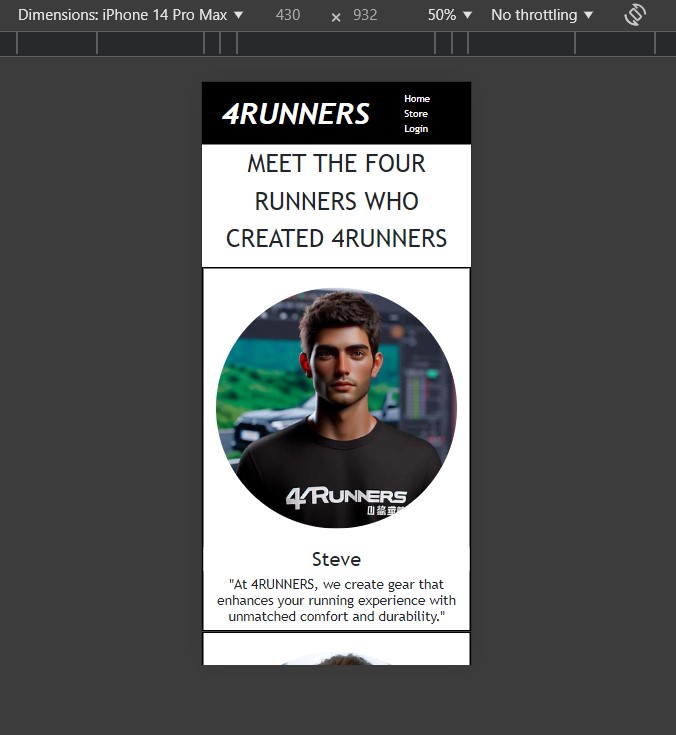 Dimensions: iPhone 14 Pro Max ▼ 430 × 932 50% ▼ No throttling ▼
4RUNNERS
Home
Store
Login
MEET THE FOUR
RUNNERS WHO
CREATED 4RUNNERS
4RUNNERS
Steve
"At 4RUNNERS, we create gear that
enhances your running experience with
unmatched comfort and durability."